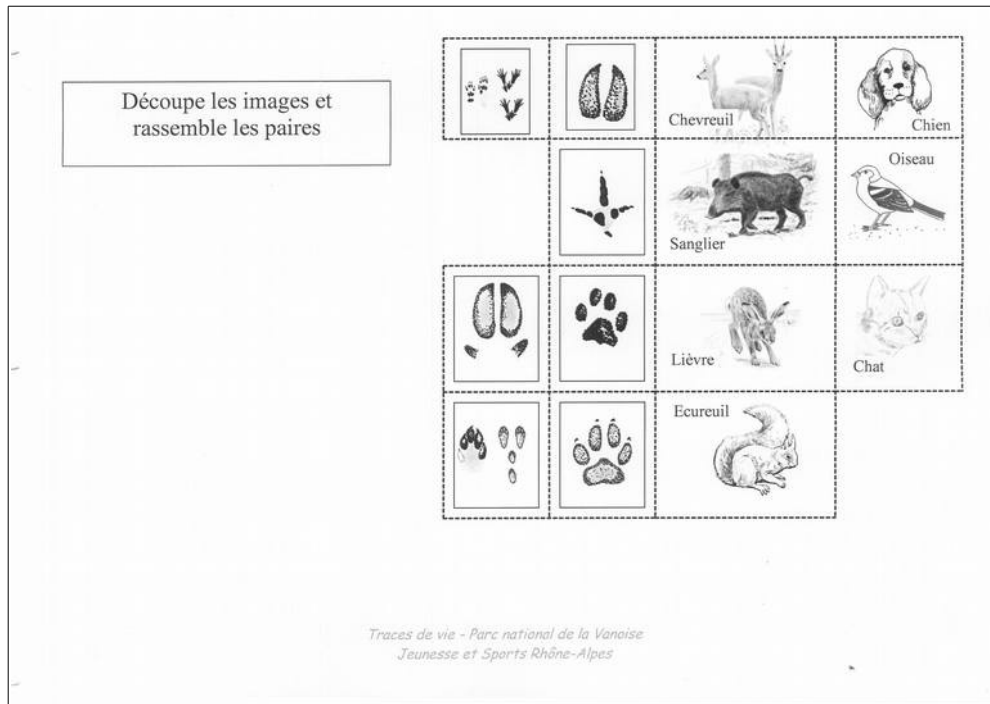 Découpe les images et
rassemble les paires
Chevreuil
Chien
Sanglier
Oiseau
Lièvre
Chat
Ecureuil
Traces de vie - Parc national de la Vanoise
Jeunesse et Sports Rhône-Alpes